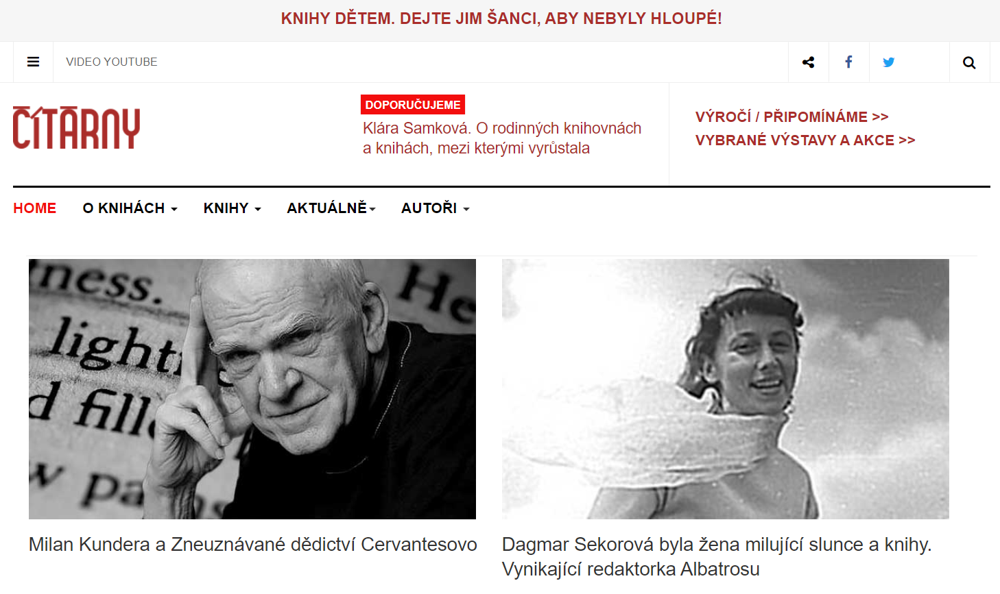 KNIHY DĚTEM. DEJTE JIM ŠANCI, ABY NEBYLY HLOUPÉ!
VIDEO YOUTUBE
ČÍTÁRNY
DOPORUČUJEME
Klára Samková. O rodinných knihovnách
a knihách, mezi kterými vyrůstala
VÝROČÍ / PŘIPOMÍNÁME >>
VYBRANÉ VÝSTAVY A AKCE >>
HOME O KNIHÁCH KNIHY AKTUÁLNĚ AUTOŘI
ness.
He
light
d fille
w pa
Milan Kundera a Zneuznávané dědictví Cervantesovo
Dagmar Sekorová byla žena milující slunce a knihy.
Vynikající redaktorka Albatrosu